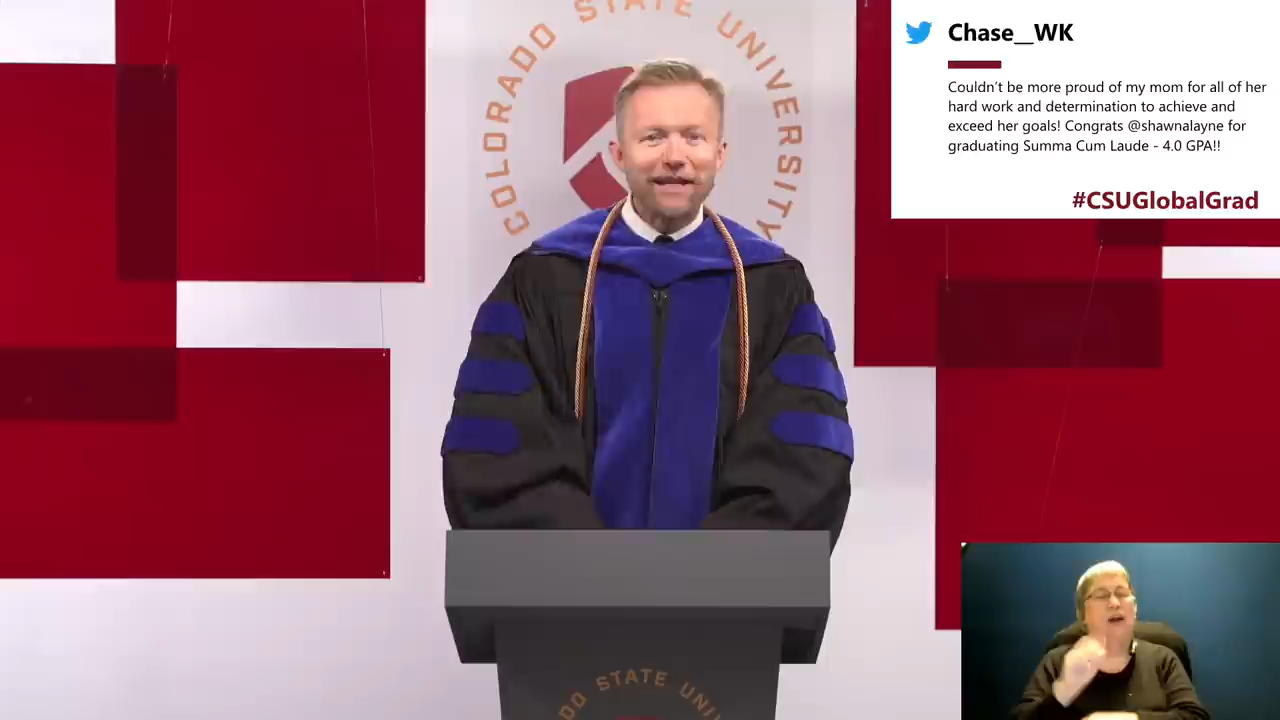 COLORADO STATE UNIVERSITY
Chase__WK
Couldn't be more proud of my mom for all of her
hard work and determination to achieve and
exceed her goals! Congrats @shawnalayne for
graduating Summa Cum Laude - 4.0 GPA!!
#CSUGlobalGrad
STATE